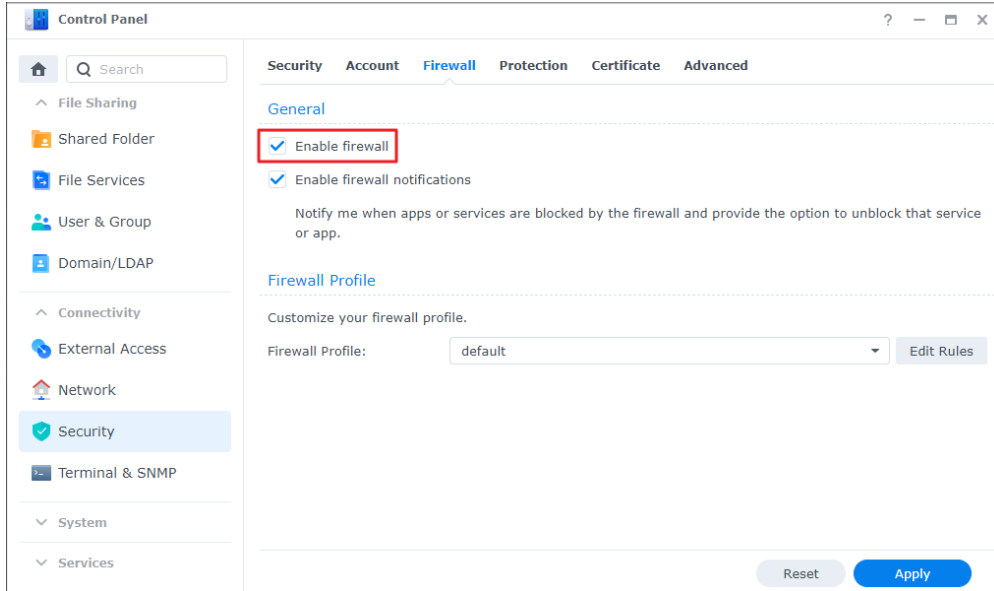 Control Panel
?
Search
File Sharing
Shared Folder
File Services
User & Group
Domain/LDAP
Connectivity
External Access
Network
Security
Terminal & SNMP
System
Services
Security Account Firewall Protection Certificate Advanced
General
Enable firewall
Enable firewall notifications
Notify me when apps or services are blocked by the firewall and provide the option to unblock that service
or app.
Firewall Profile
Customize your firewall profile.
Firewall Profile: default Edit Rules
Reset Apply